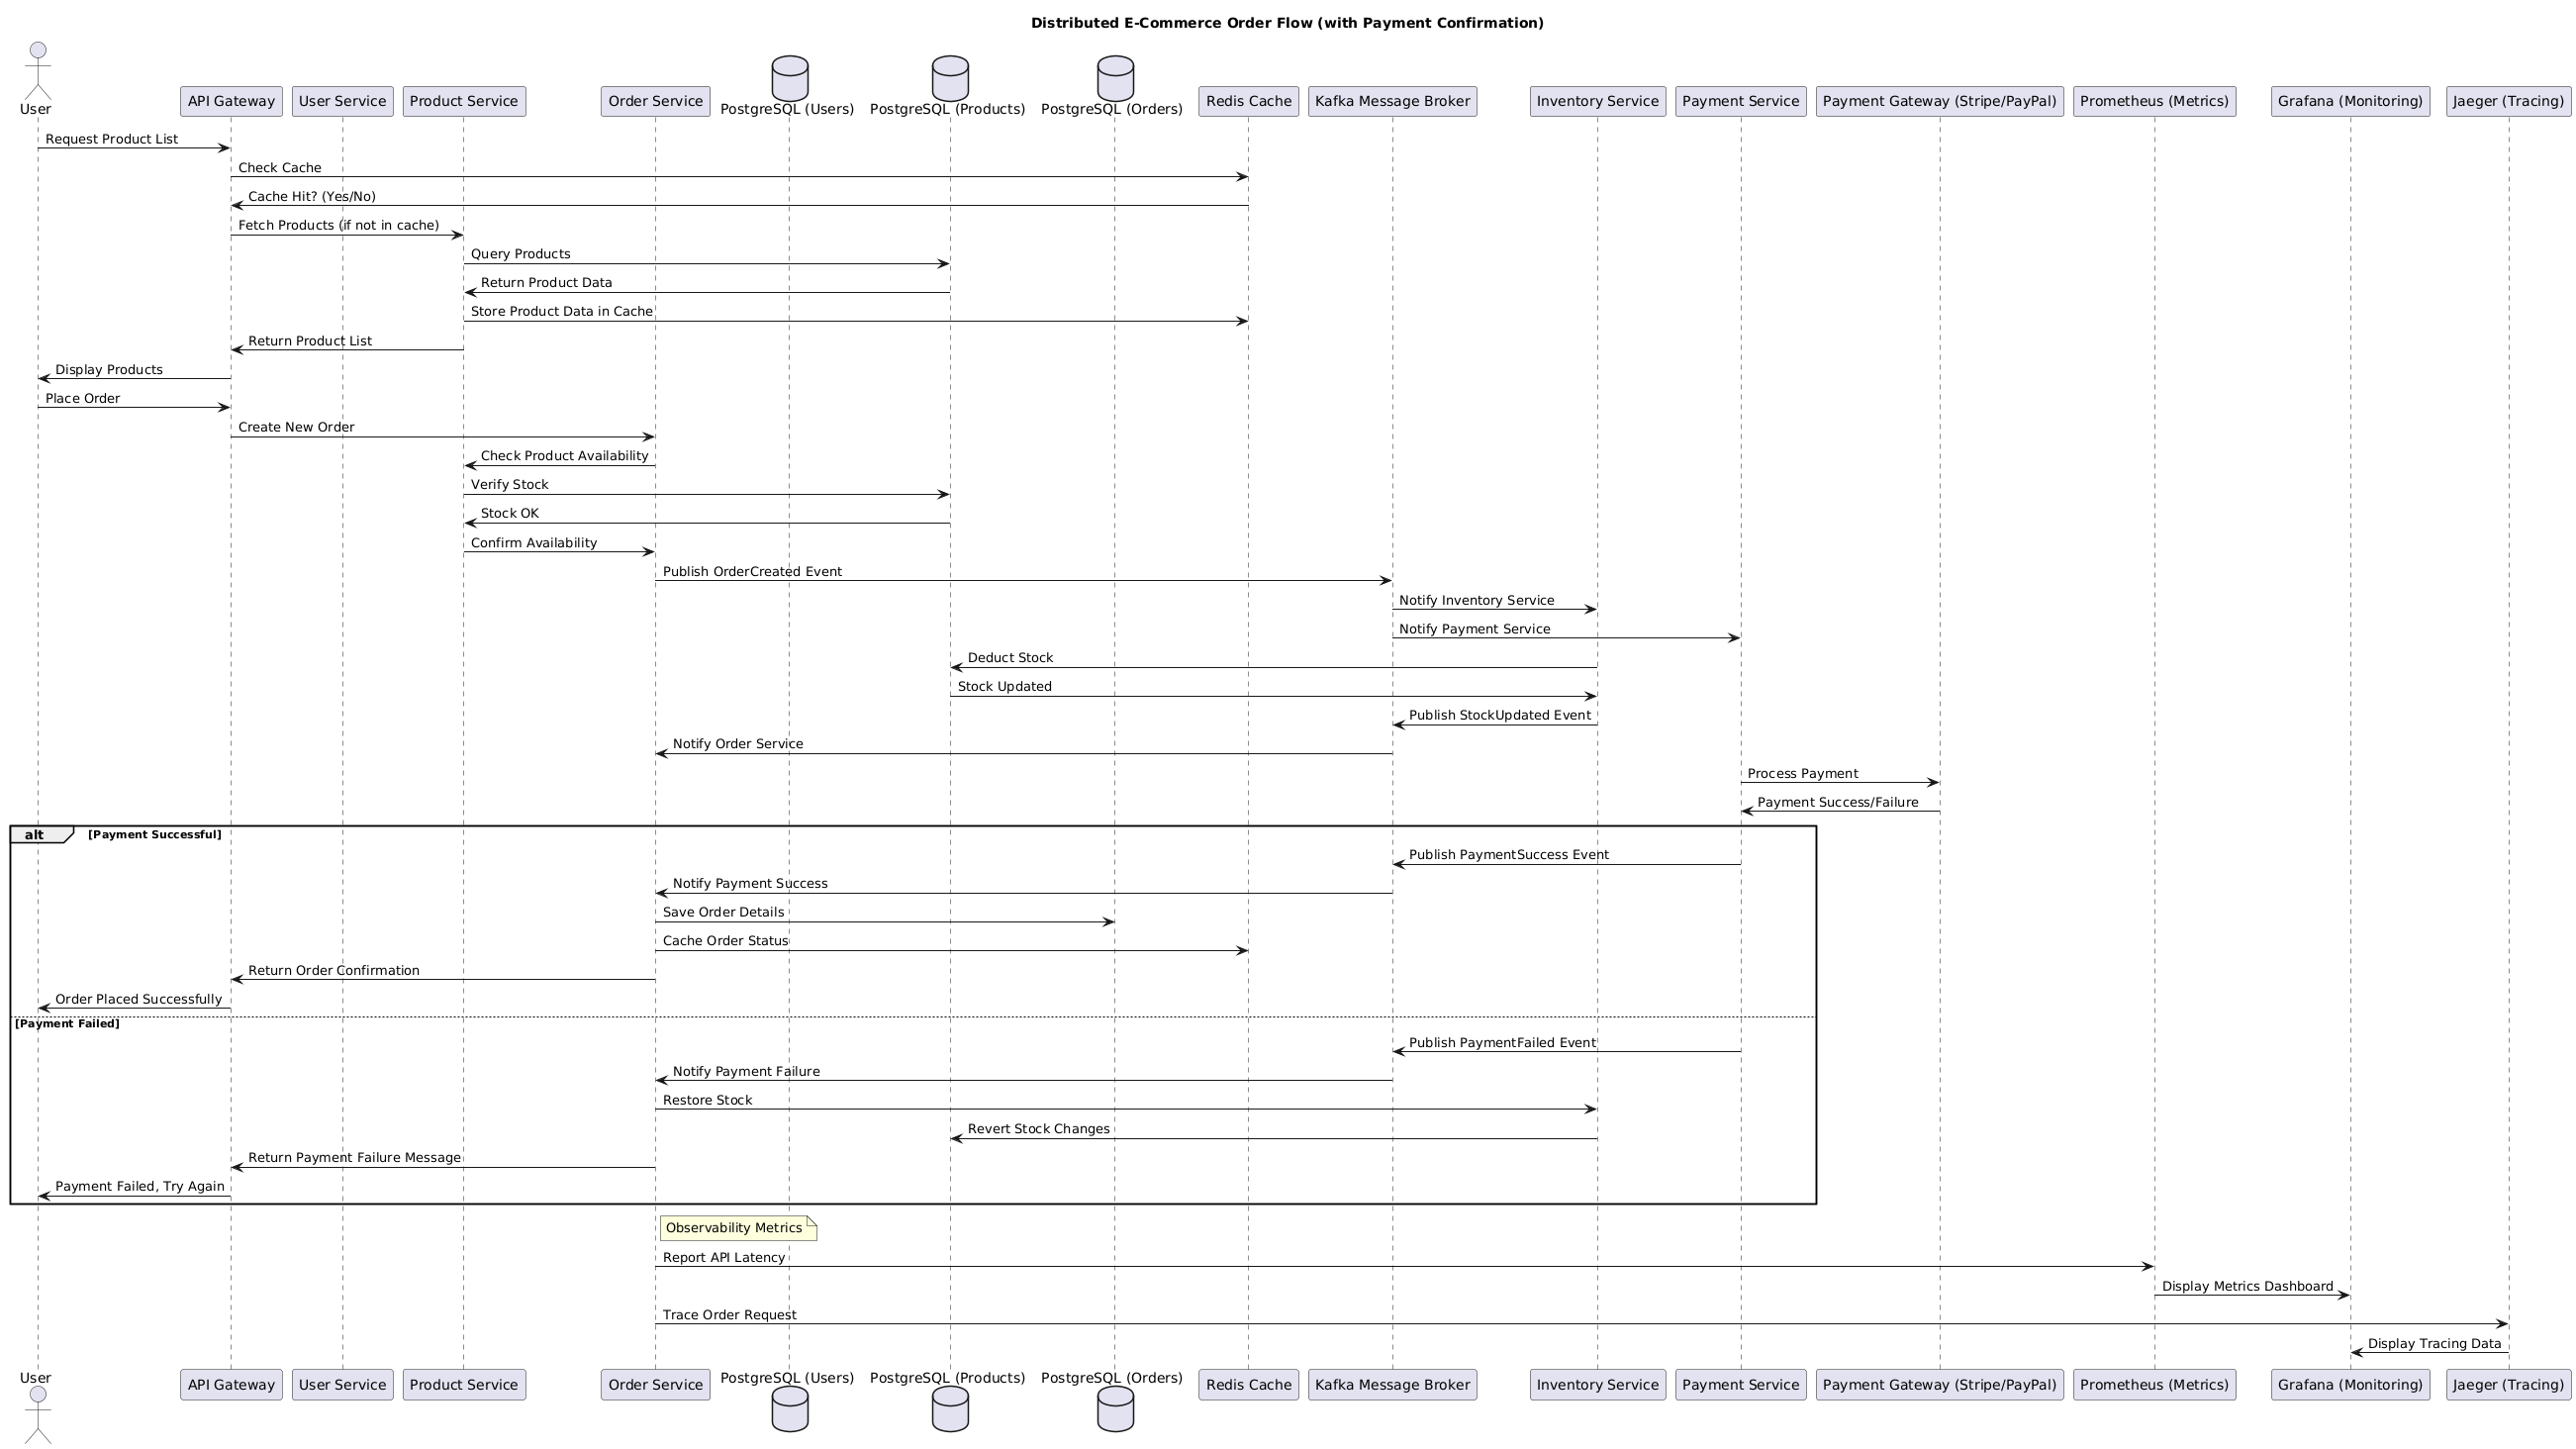 Distributed E-Commerce Order Flow (with Payment Confirmation)
User
API Gateway
User Service
Product Service
Order Service
PostgreSQL (Users)
PostgreSQL (Products)
PostgreSQL (Orders)
Redis Cache
Kafka Message Broker
Inventory Service
Payment Service
Payment Gateway (Stripe/PayPal)
Prometheus (Metrics)
Grafana (Monitoring)
Jaeger (Tracing)
Request Product List
Check Cache
Cache Hit? (Yes/No)
Fetch Products (if not in cache)
Query Products
Return Product Data
Store Product Data in Cache
Return Product List
Display Products
Place Order
Create New Order
Check Product Availability
Verify Stock
Stock OK
Confirm Availability
Publish OrderCreated Event
Notify Inventory Service
Notify Payment Service
Deduct Stock
Stock Updated
Publish StockUpdated Event
Notify Order Service
Process Payment
Payment Success/Failure
alt
[Payment Successful]
Publish PaymentSuccess Event
Notify Payment Success
Save Order Details
Cache Order Status
Return Order Confirmation
Order Placed Successfully
[Payment Failed]
Publish PaymentFailed Event
Notify Payment Failure
Restore Stock
Revert Stock Changes
Return Payment Failure Message
Payment Failed, Try Again
Observability Metrics
Report API Latency
Display Metrics Dashboard
Trace Order Request
Display Tracing Data
User
API Gateway
User Service
Product Service
Order Service
PostgreSQL (Users)
PostgreSQL (Products)
PostgreSQL (Orders)
Redis Cache
Kafka Message Broker
Inventory Service
Payment Service
Payment Gateway (Stripe/PayPal)
Prometheus (Metrics)
Grafana (Monitoring)
Jaeger (Tracing)